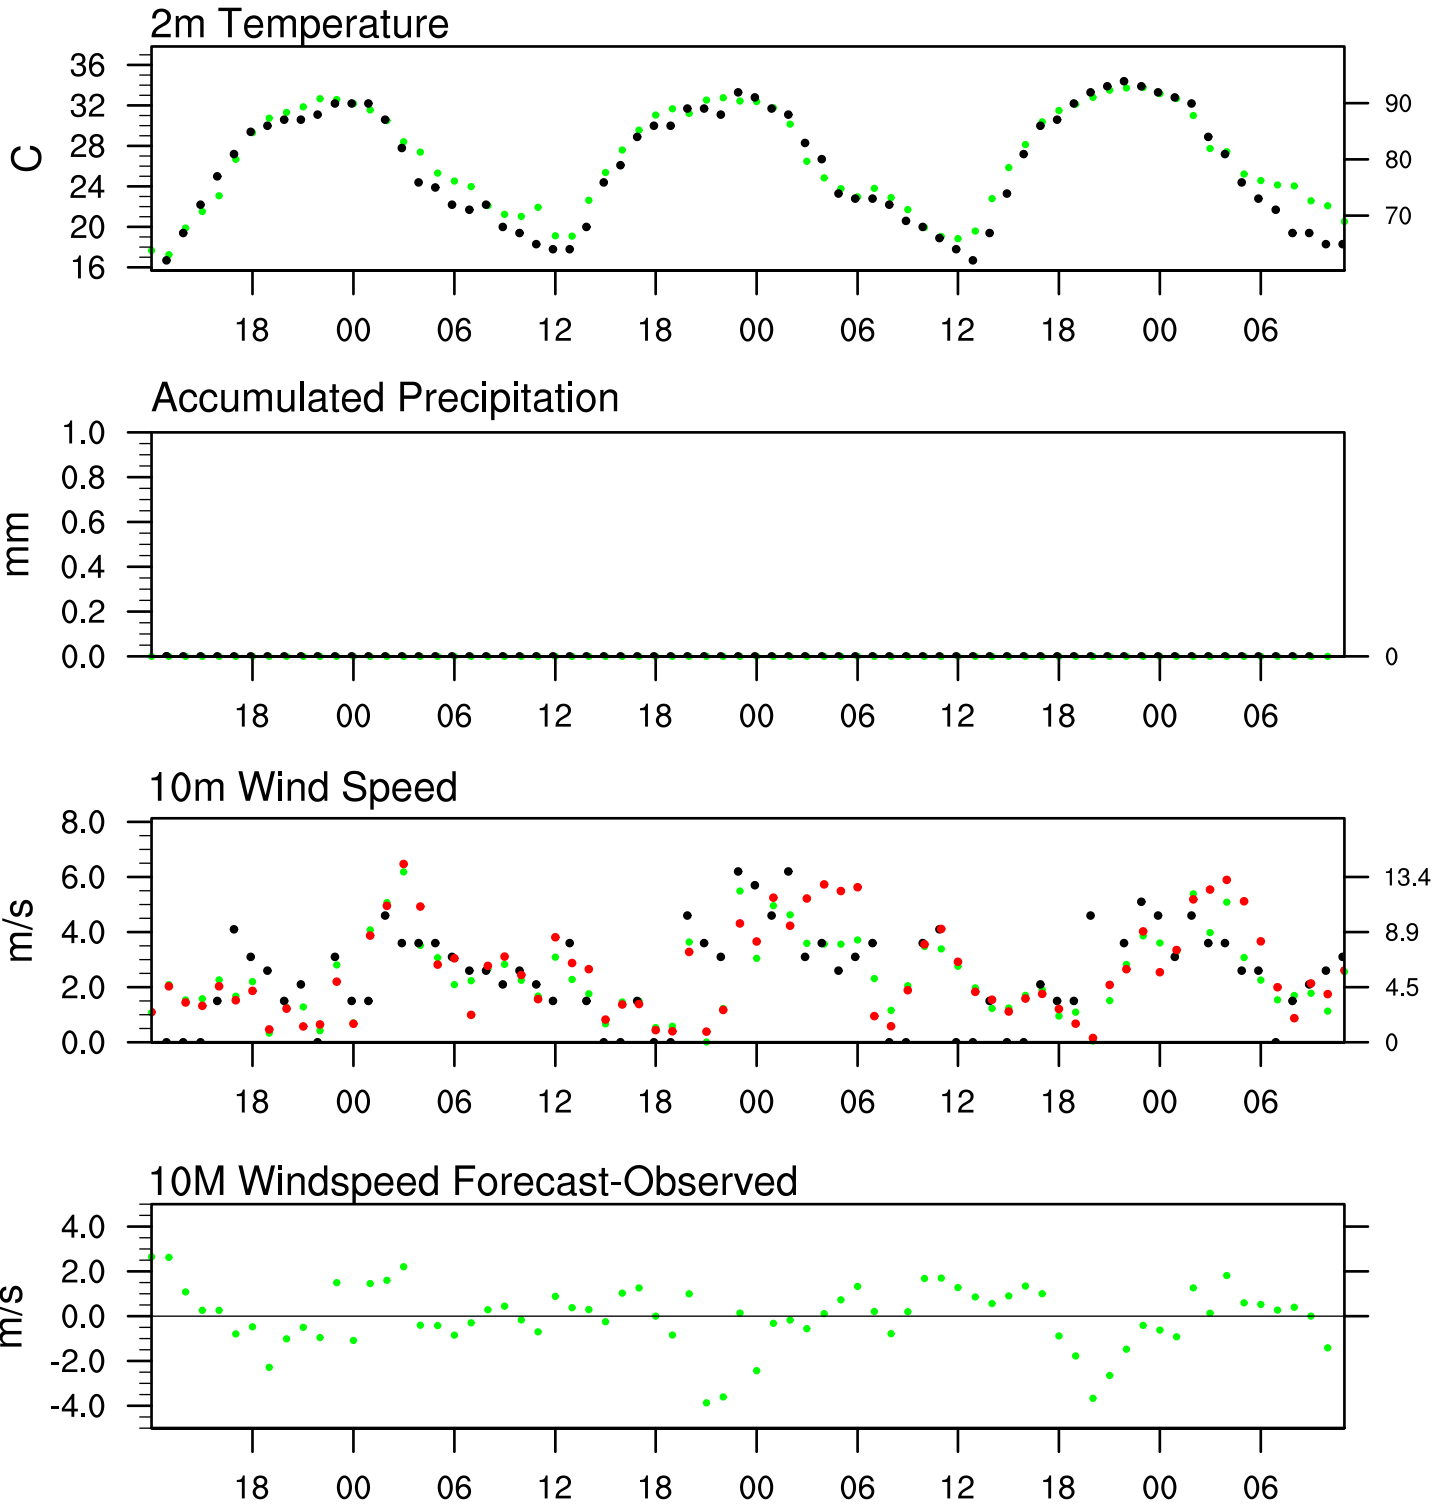 2m Temperature
36
32
28
24
20
16
C
90
80
70
18 00 06 12 18 00 06 12 18 00 06
Accumulated Precipitation
1.0
0.8
0.6
0.4
0.2
0.0
mm
0
18 00 06 12 18 00 06 12 18 00 06
10m Wind Speed
8.0
6.0
4.0
2.0
0.0
m/s
13.4
8.9
4.5
0
18 00 06 12 18 00 06 12 18 00 06
10M Windspeed Forecast-Observed
4.0
2.0
0.0
-2.0
-4.0
m/s
18 00 06 12 18 00 06 12 18 00 06